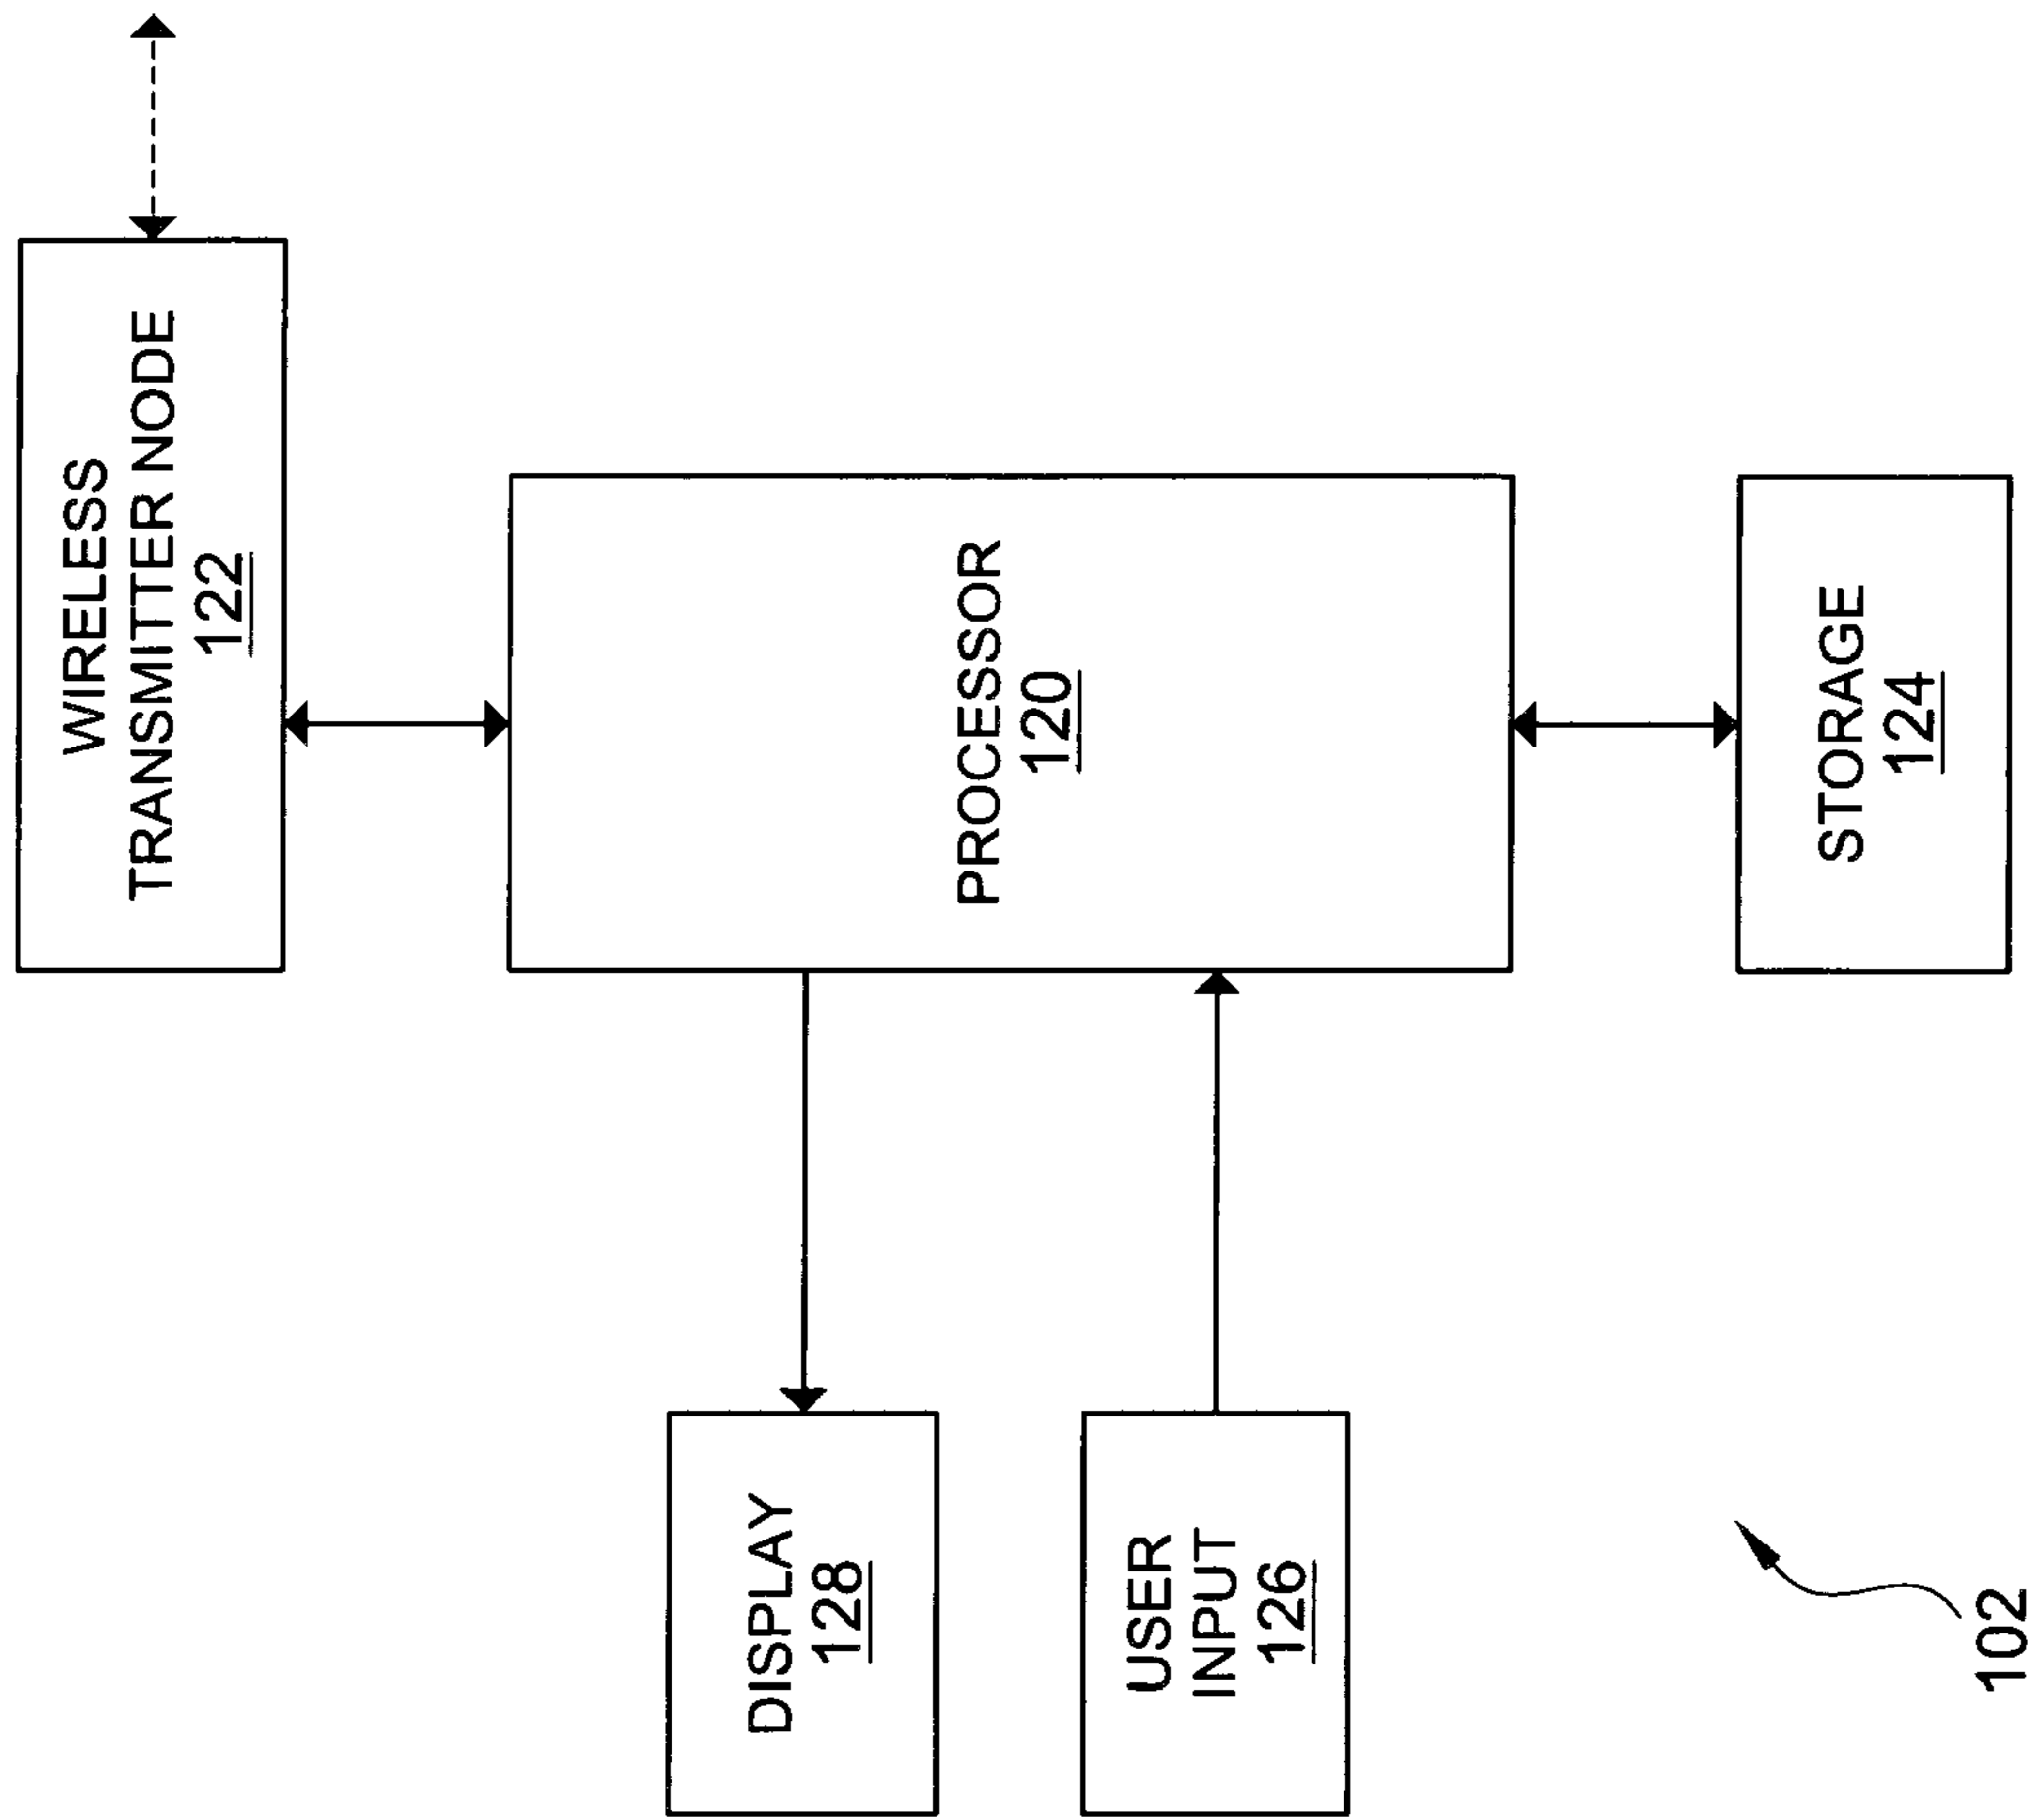 WIRELESS
TRANSMITTER NODE
122
DISPLAY
128
PROCESSOR
120
USER
INPUT
126
STORAGE
124
102